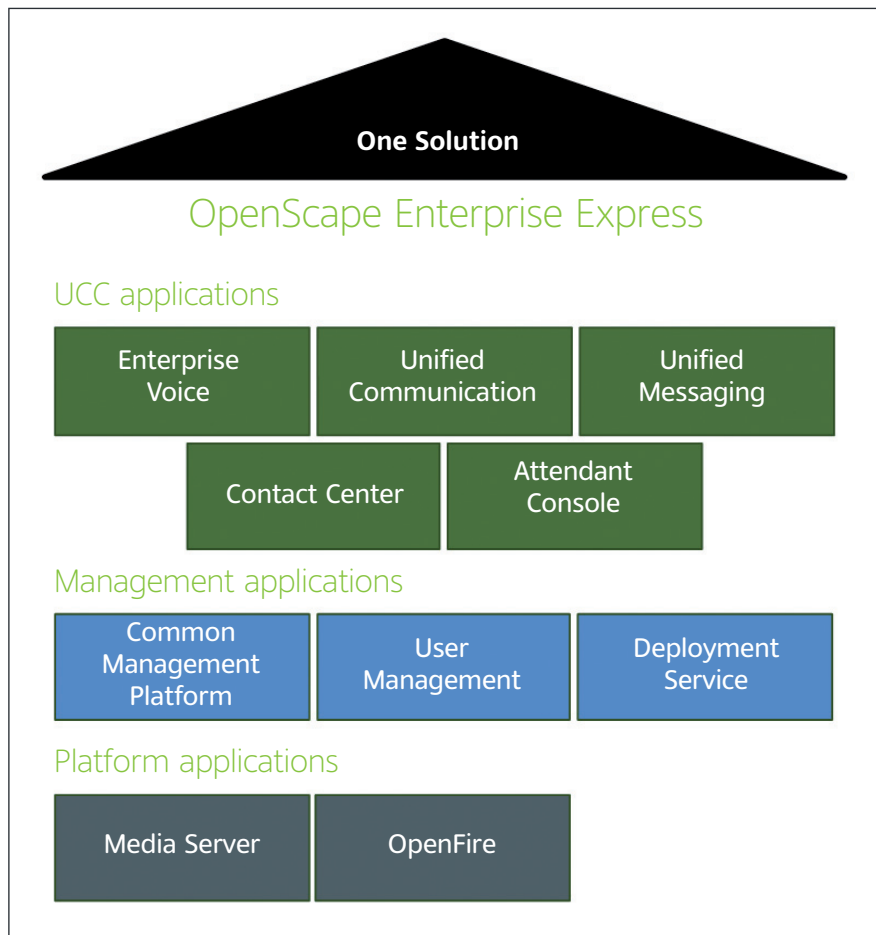 One Solution
OpenScape Enterprise Express
UCC applications
Enterprise
Voice
Unified
Communication
Unified
Messaging
Contact Center
Attendant
Console
Management applications
Common
Management
Platform
User
Management
Deployment
Service
Platform applications
Media Server
OpenFire